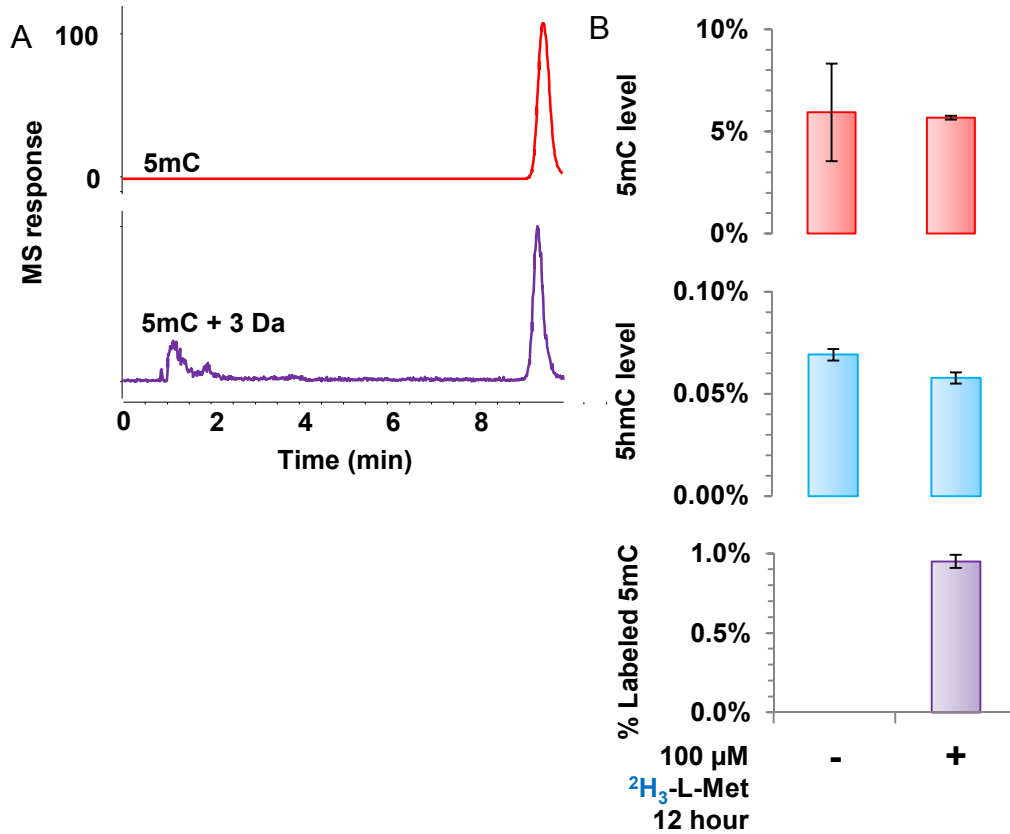 A
MS response
100
5mC
0
5mC + 3 Da
0 2 4 6 8
Time (min)
B
5mC level
10%
5%
0%
5hmC level
0.10%
0.05%
0.00%
% Labeled 5mC
1.0%
0.5%
0.0%
100 µM - +
²H₃-L-Met
12 hour